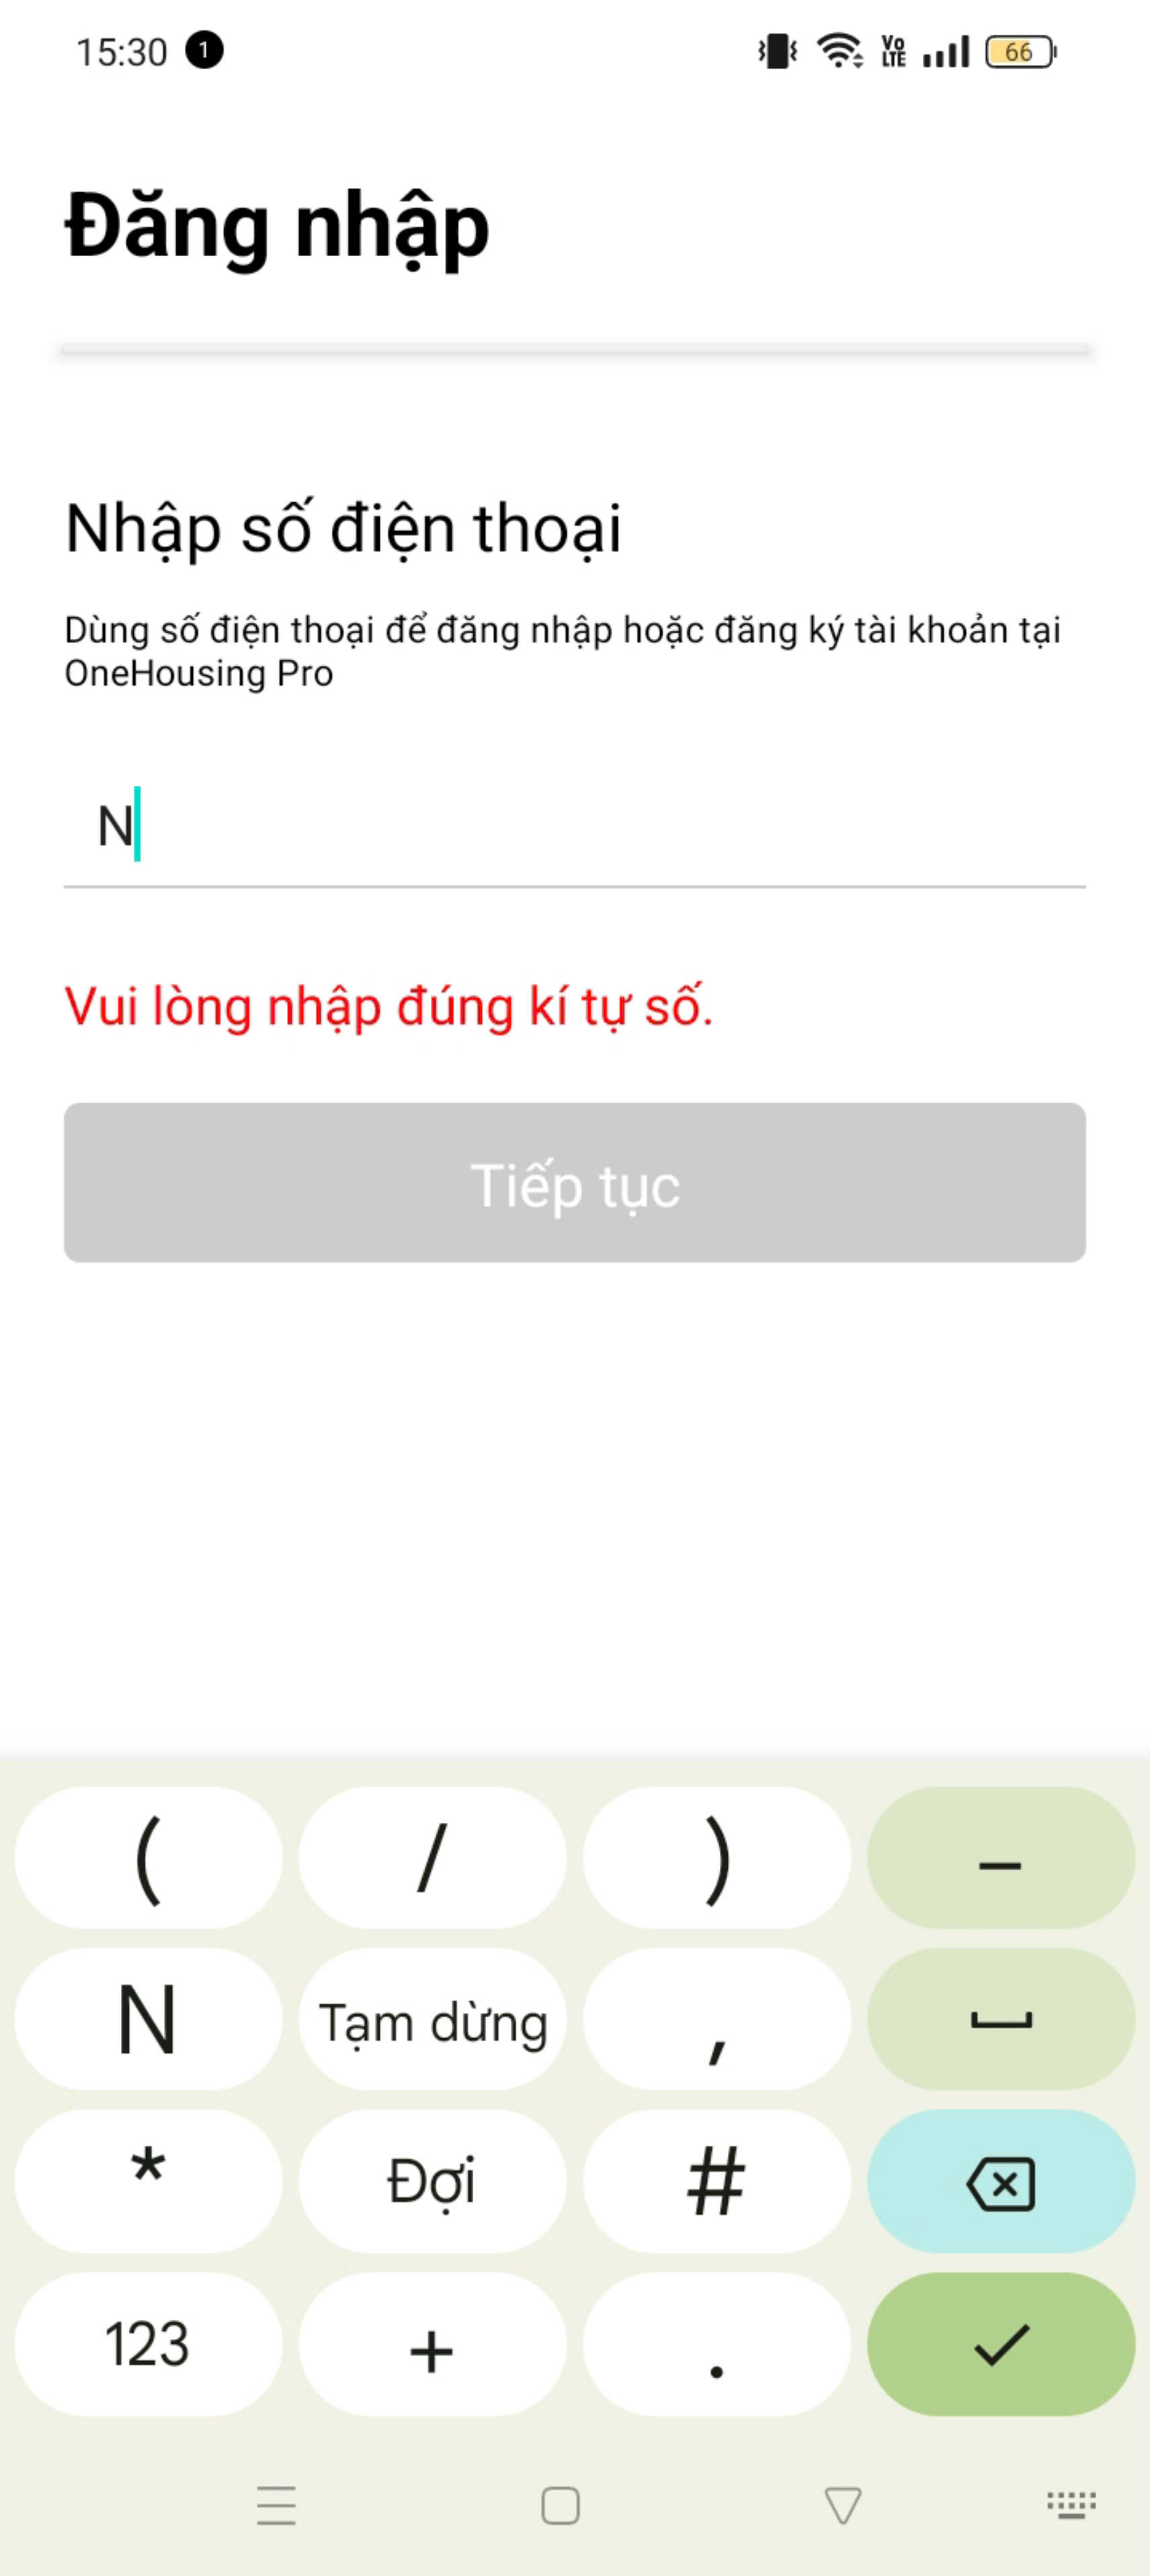 15:30 1 Vo LTE 66
Đăng nhập
Nhập số điện thoại
Dùng số điện thoại để đăng nhập hoặc đăng ký tài khoản tại
OneHousing Pro
N
Vui lòng nhập đúng kí tự số.
Tiếp tục
( / ) –
N Tạm dừng ,
* Đợi #
123 + .